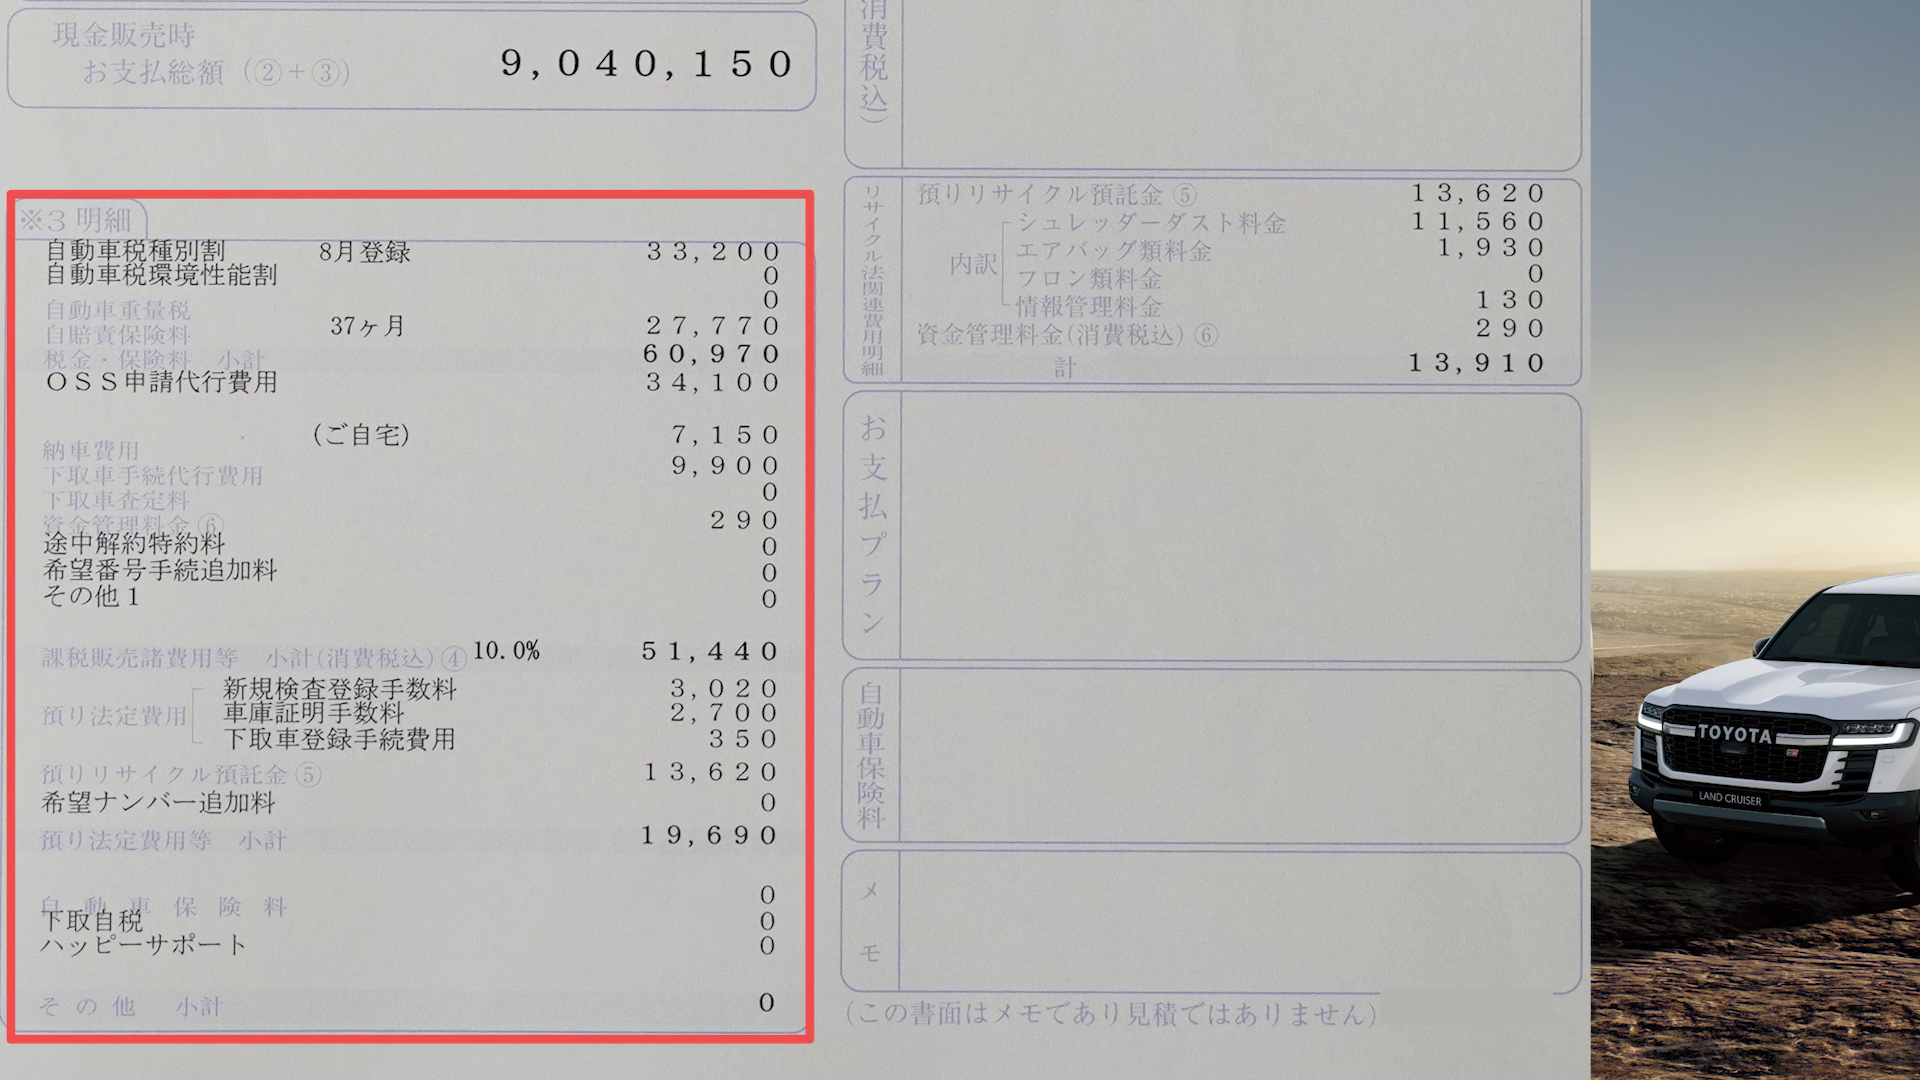 現金販売時
お支払総額（②＋③） 9,040,150
※3 明細
自動車税種別割 8月登録 33,200
自動車税環境性能割 0
自動車重量税 0
自賠責保険料 37ヶ月 27,770
税金・保険料 小計 60,970
OSS申請代行費用 34,100
納車費用 (ご自宅) 7,150
下取車手続代行費用 9,900
下取車査定料 0
資金管理料金⑥ 290
途中解約特約料 0
希望番号手続追加料 0
その他1 0
課税販売諸費用等 小計(消費税込)④ 10.0% 51,440
預り法定費用
新規検査登録手数料 3,020
車庫証明手数料 2,700
下取車登録手続費用 350
預りリサイクル預託金⑤ 13,620
希望ナンバー追加料 0
預り法定費用等 小計 19,690
自動車保険料 0
下取自税 0
ハッピーサポート 0
その他 小計 0
消費税込）
リサイクル法関連費用明細
預りリサイクル預託金⑤ 13,620
内訳
シュレッダーダスト料金 11,560
エアバッグ類料金 1,930
フロン類料金 0
情報管理料金 130
資金管理料金(消費税込)⑥ 290
計 13,910
お支払プラン
自動車保険料
メモ
(この書面はメモであり見積ではありません)
TOYOTA
LAND CRUISER